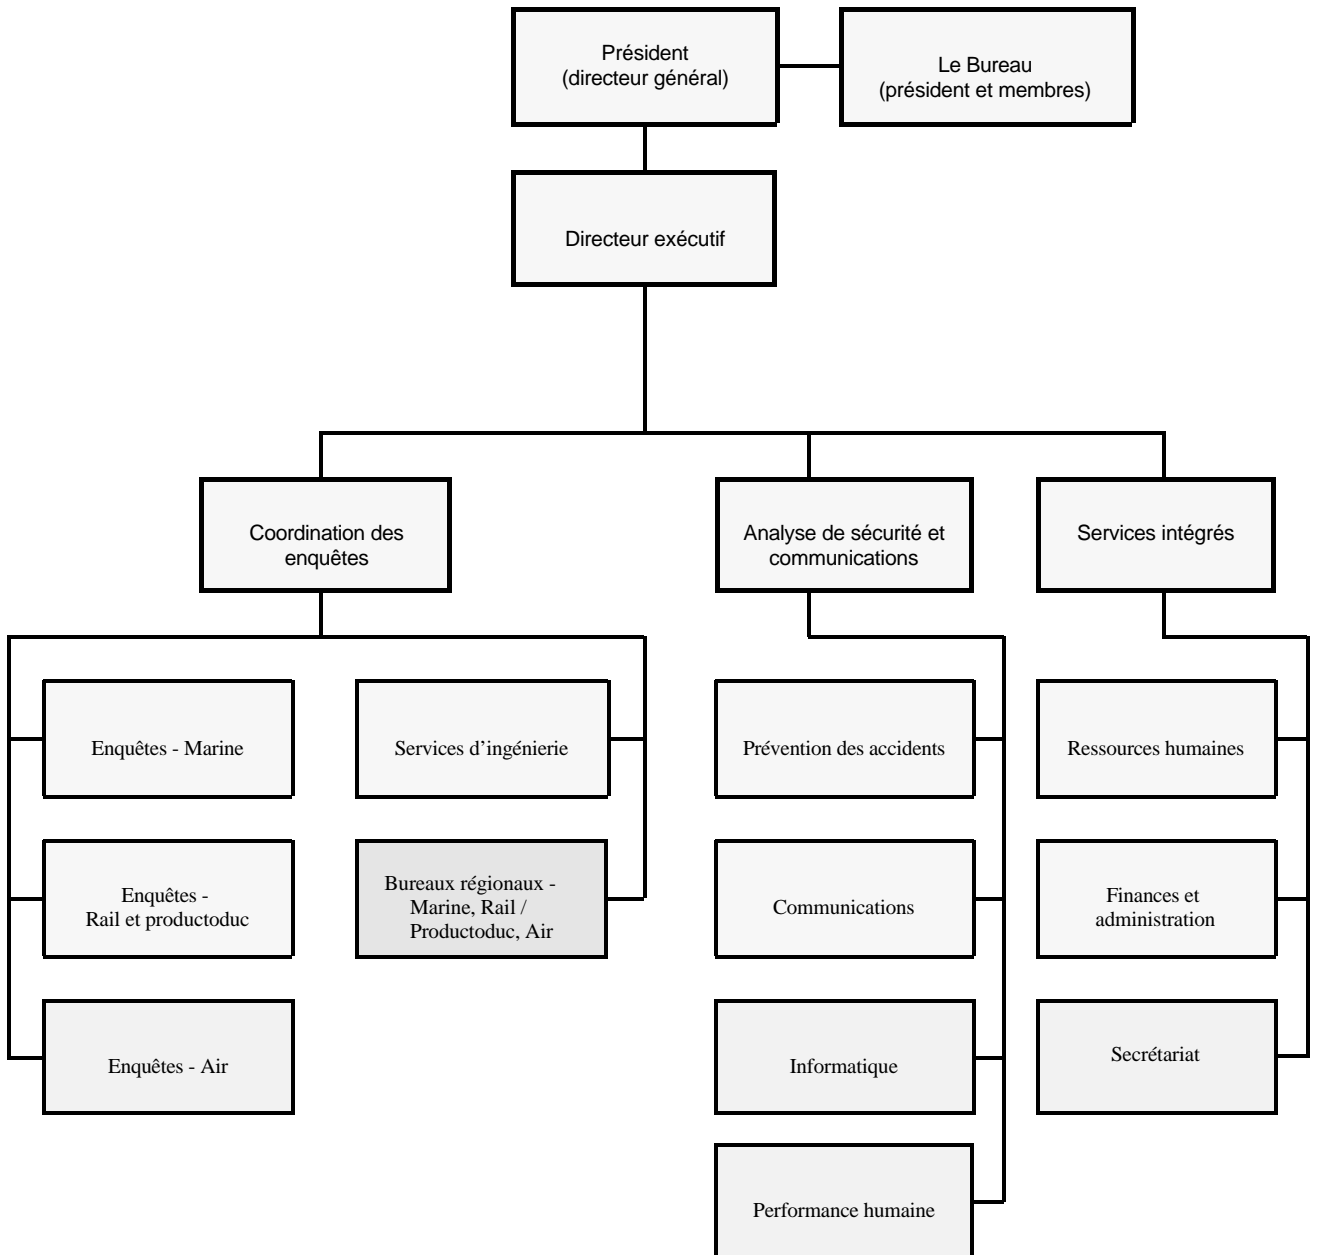 Président
(directeur général)
Le Bureau
(président et membres)
Directeur exécutif
Coordination des
enquêtes
Analyse de sécurité et
communications
Services intégrés
Enquêtes - Marine
Services d’ingénierie
Prévention des accidents
Ressources humaines
Enquêtes -
Rail et productoduc
Bureaux régionaux -
Marine, Rail /
Productoduc, Air
Communications
Finances et
administration
Enquêtes - Air
Informatique
Secrétariat
Performance humaine